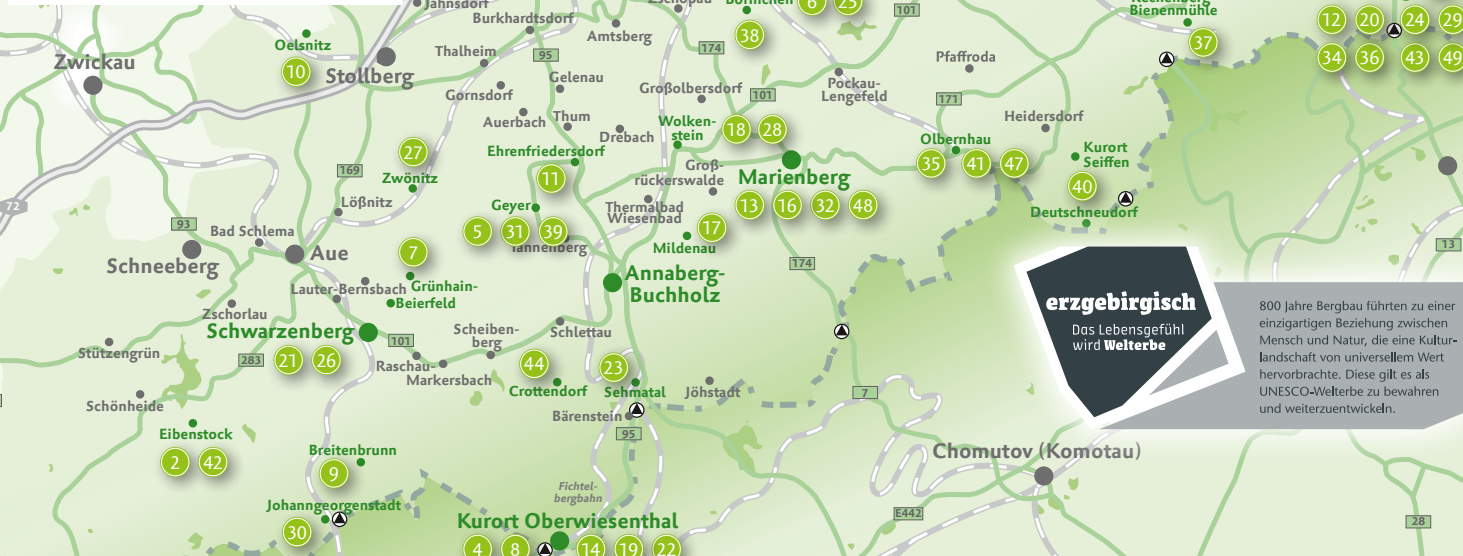 Jahnsdorf
Burkhardtsdorf
Zschopau
Börnichen
6
25
101
Rechenberg-
Bienenmühle
12
20
24
29
Oelsnitz
10
Zwickau
Stollberg
Thalheim
95
Amtsberg
174
38
37
34
36
43
49
Gelenau
Gornsdorf
Großolbersdorf
101
Pockau-
Lengefeld
Pfaffroda
171
Heidersdorf
Auerbach
Thum
Drebach
Wolken-
stein
18
28
Ehrenfriedersdorf
11
27
Zwönitz
169
Olbernhau
35
41
47
Kurort
Seiffen
40
Deutschneudorf
Groß-
rückerswalde
Marienberg
13
16
32
48
Lößnitz
72
93
Bad Schlema
Geyer
5
31
39
Tannenberg
Thermalbad
Wiesenbad
17
Mildenau
Schneeberg
Aue
7
Grünhain-
Beierfeld
Lauter-Bernsbach
Zschorlau
Annaberg-
Buchholz
174
13
Schwarzenberg
21
26
101
Scheiben-
berg
Schlettau
Stützengrün
283
Raschau-
Markersbach
44
Crottendorf
23
Sehmatal
Jöhstadt
7
Bärenstein
95
Schönheide
Eibenstock
2
42
Breitenbrunn
9
Johanngeorgenstadt
30
Fichtel-
bergbahn
Kurort Oberwiesenthal
4
8
14
19
22
Chomutov (Komotau)
E442
28
erzgebirgisch
Das Lebensgefühl
wird Welterbe
800 Jahre Bergbau führten zu einer
einzigartigen Beziehung zwischen
Mensch und Natur, die eine Kultur-
landschaft von universellem Wert
hervorbrachte. Diese gilt es als
UNESCO-Welterbe zu bewahren
und weiterzuentwickeln.